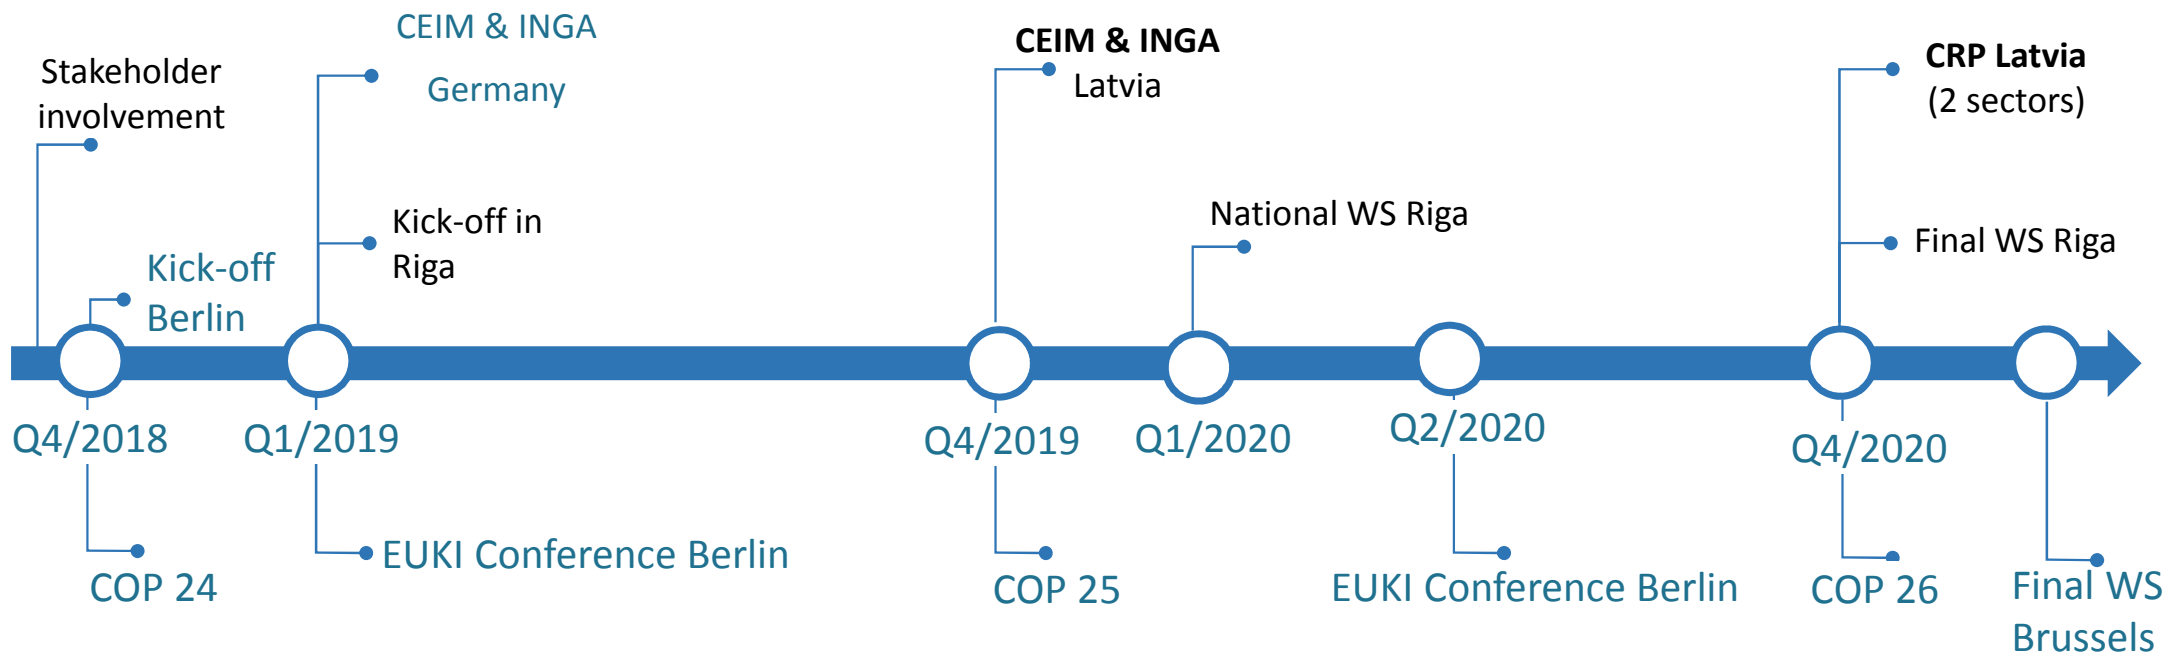 Stakeholder
involvement
Kick-off
Berlin
CEIM & INGA
Germany
Kick-off in
Riga
CEIM & INGA
Latvia
National WS Riga
CRP Latvia
(2 sectors)
Final WS Riga
Q4/2018
Q1/2019
Q4/2019
Q1/2020
Q2/2020
Q4/2020
COP 24
EUKI Conference Berlin
COP 25
EUKI Conference Berlin
COP 26
Final WS
Brussels